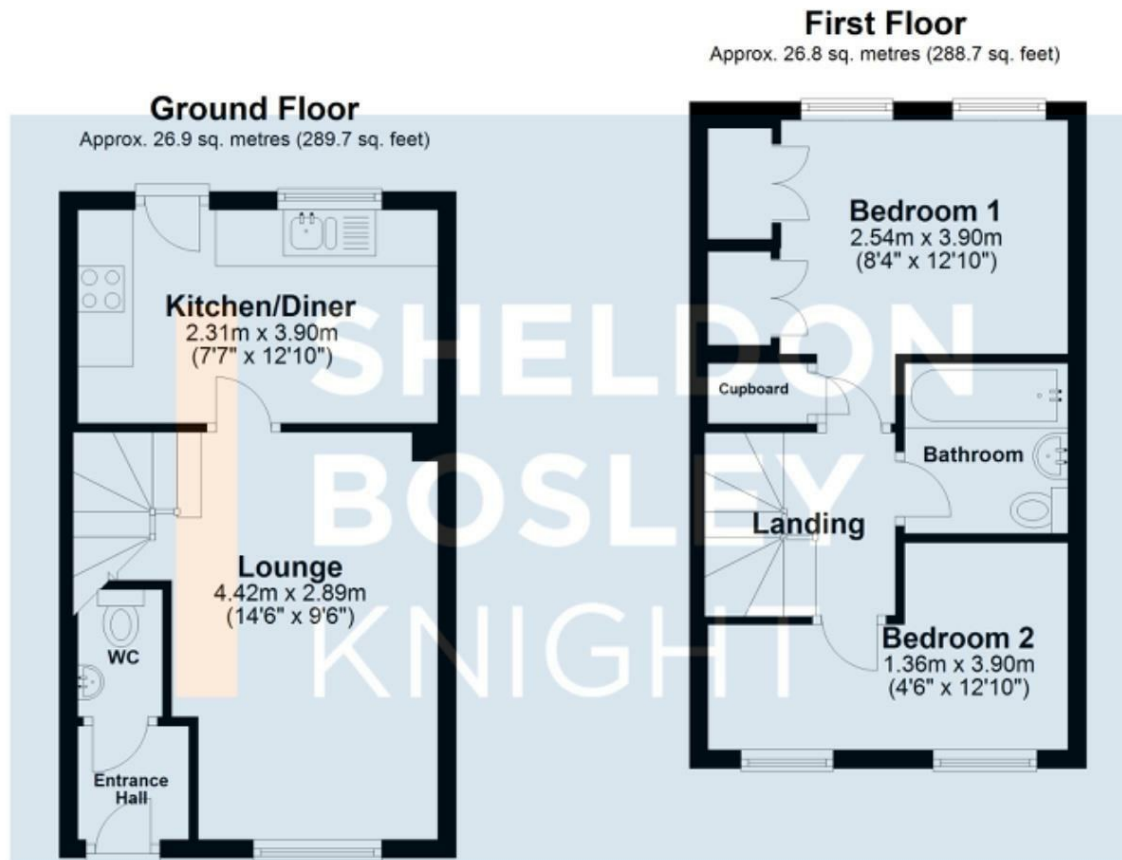 First Floor
Approx. 26.8 sq. metres (288.7 sq. feet)
Ground Floor
Approx. 26.9 sq. metres (289.7 sq. feet)
Kitchen/Diner
2.31m x 3.90m
(7'7" x 12'10")
Lounge
4.42m x 2.89m
(14'6" x 9'6")
WC
Entrance
Hall
Bedroom 1
2.54m x 3.90m
(8'4" x 12'10")
Cupboard
Bathroom
Landing
Bedroom 2
1.36m x 3.90m
(4'6" x 12'10")
SHELDON
BOSLEY
KNIGHT